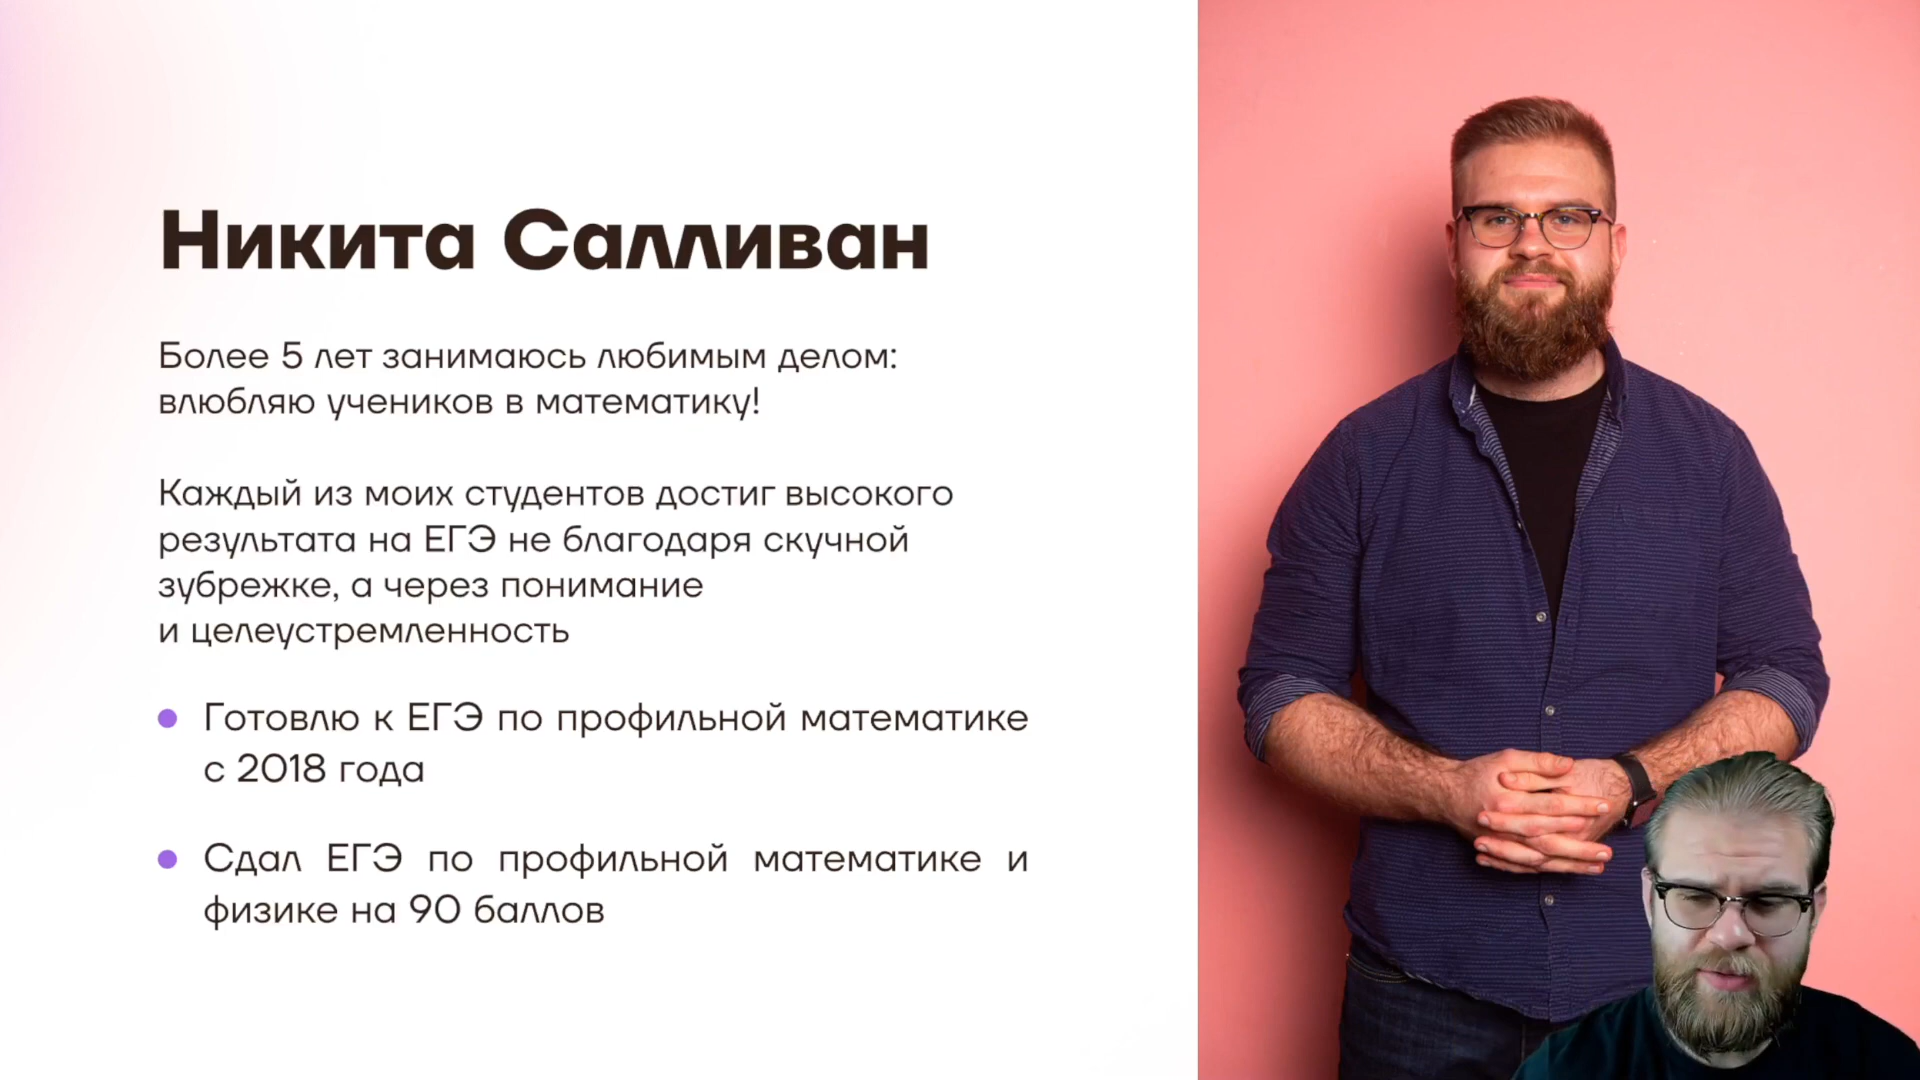 Никита Салливан
Более 5 лет занимаюсь любимым делом:
влюбляю учеников в математику!
Каждый из моих студентов достиг высокого
результата на ЕГЭ не благодаря скучной
зубрежке, а через понимание
и целеустремленность
Готовлю к ЕГЭ по профильной математике
с 2018 года
Сдал ЕГЭ по профильной математике и
физике на 90 баллов